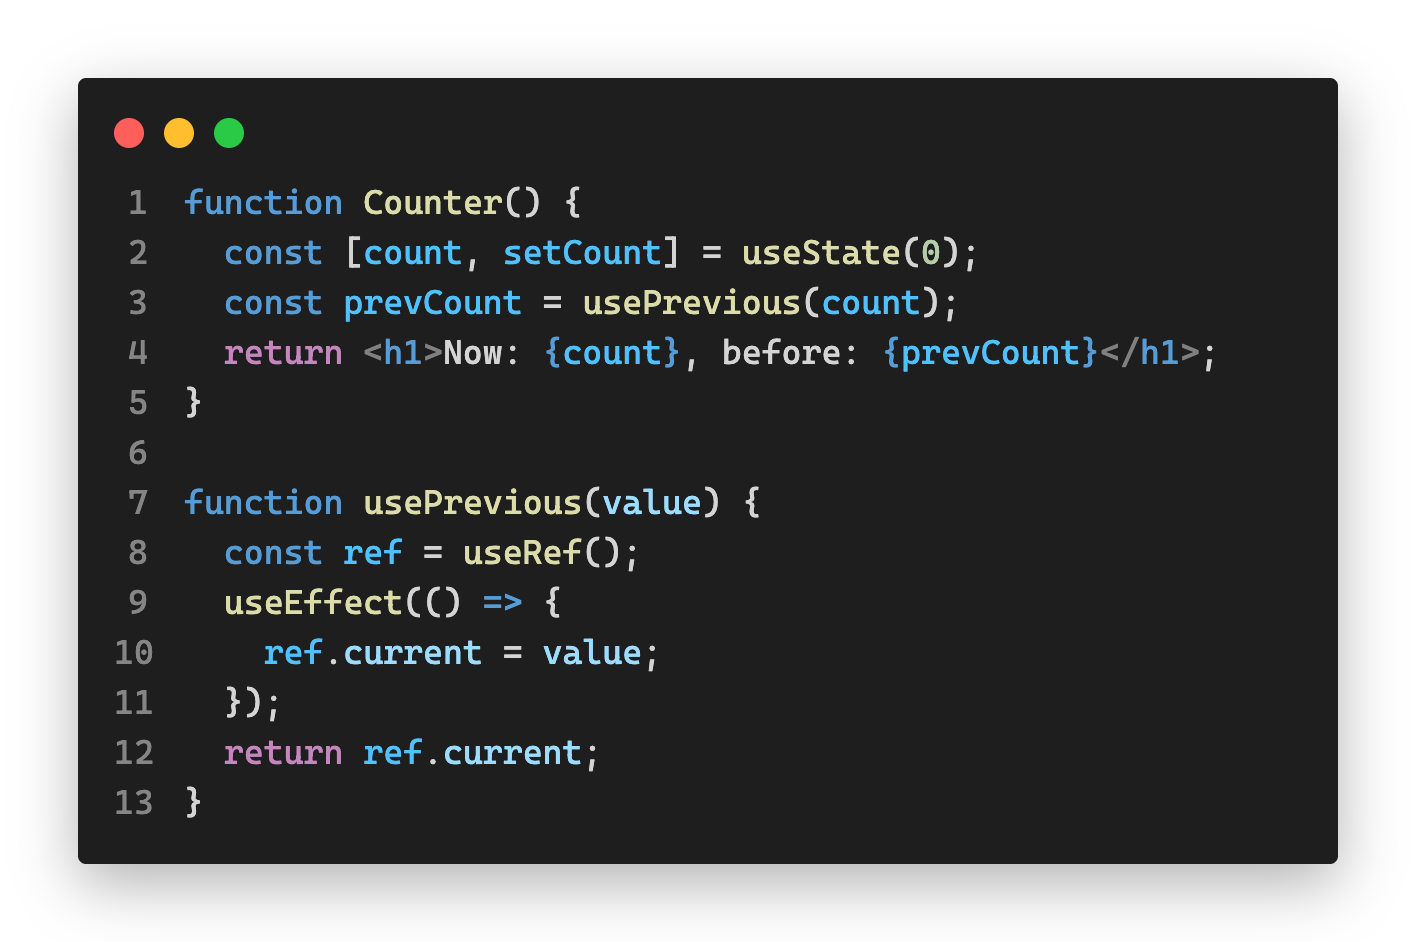 1 function Counter() {
2   const [count, setCount] = useState(0);
3   const prevCount = usePrevious(count);
4   return <h1>Now: {count}, before: {prevCount}</h1>;
5 }
6
7 function usePrevious(value) {
8   const ref = useRef();
9   useEffect(() => {
10     ref.current = value;
11   });
12   return ref.current;
13 }